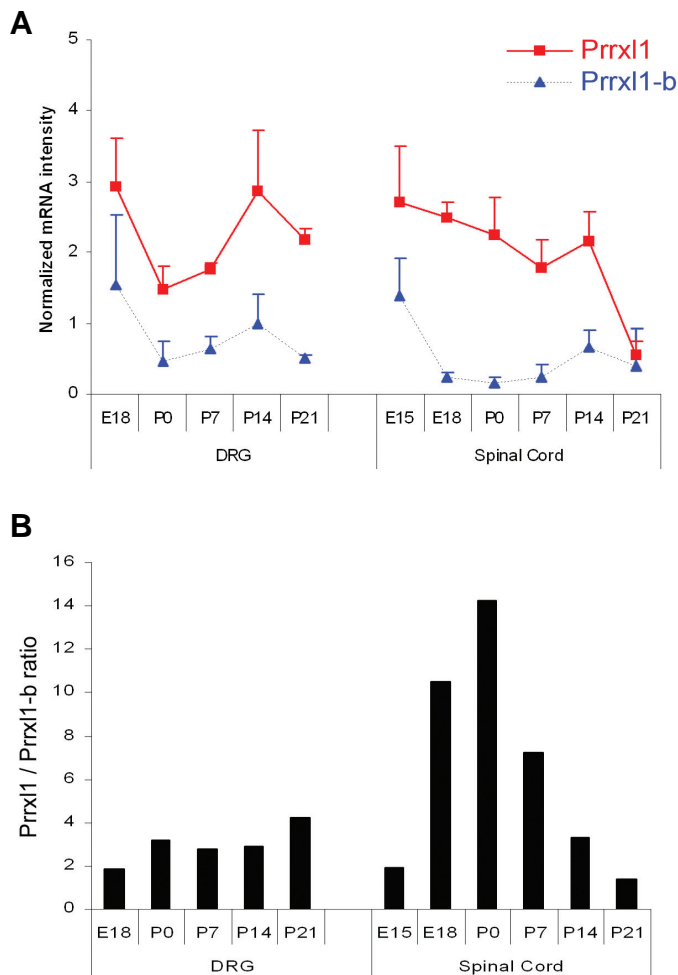 A
Prrxl1
Prrxl1-b
Normalized mRNA intensity
5
4
3
2
1
0
E18 P0 P7 P14 P21 E15 E18 P0 P7 P14 P21
DRG Spinal Cord
B
Prrxl1 / Prrxl1-b ratio
16
14
12
10
8
6
4
2
0
E18 P0 P7 P14 P21 E15 E18 P0 P7 P14 P21
DRG Spinal Cord